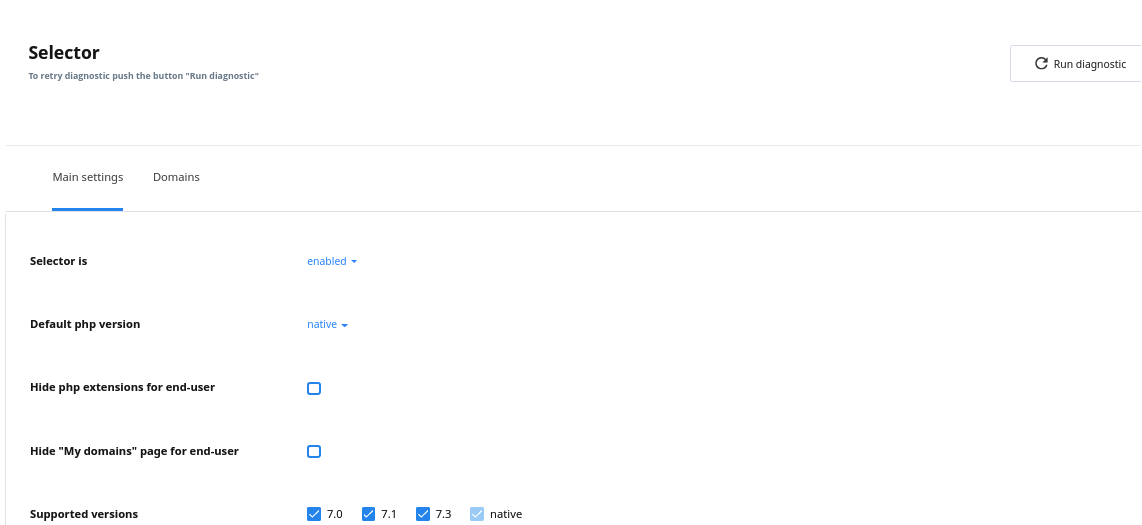 Selector
To retry diagnostic push the button "Run diagnostic"
Run diagnostic
Main settings Domains
Selector is enabled
Default php version native
Hide php extensions for end-user
Hide "My domains" page for end-user
Supported versions 7.0 7.1 7.3 native